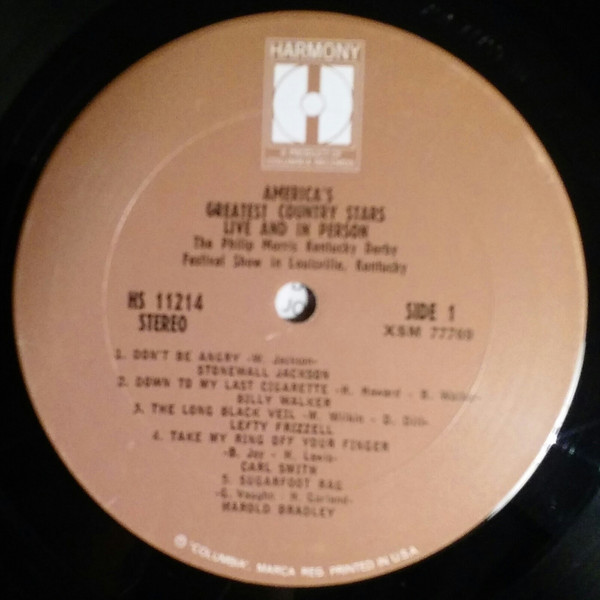 HARMONY
H
A PRODUCT OF
COLUMBIA RECORDS
AMERICA'S
GREATEST COUNTRY STARS
LIVE AND IN PERSON
The Philip Morris Kentucky Derby
Festival Show in Louisville, Kentucky
HS 11214
STEREO
SIDE 1
XSM 77769
1. DON'T BE ANGRY -W. Jackson-
STONEWALL JACKSON
2. DOWN TO MY LAST CIGARETTE -H. Howard - B. Walker-
BILLY WALKER
3. THE LONG BLACK VEIL -M. Wilkin - D. Dill-
LEFTY FRIZZELL
4. TAKE MY RING OFF YOUR FINGER
-B. Joy - H. Lewis-
CARL SMITH
5. SUGARFOOT RAG
-G. Vaughn - H. Garland-
HAROLD BRADLEY
Ⓟ "COLUMBIA". MARCA REG. PRINTED IN U.S.A.